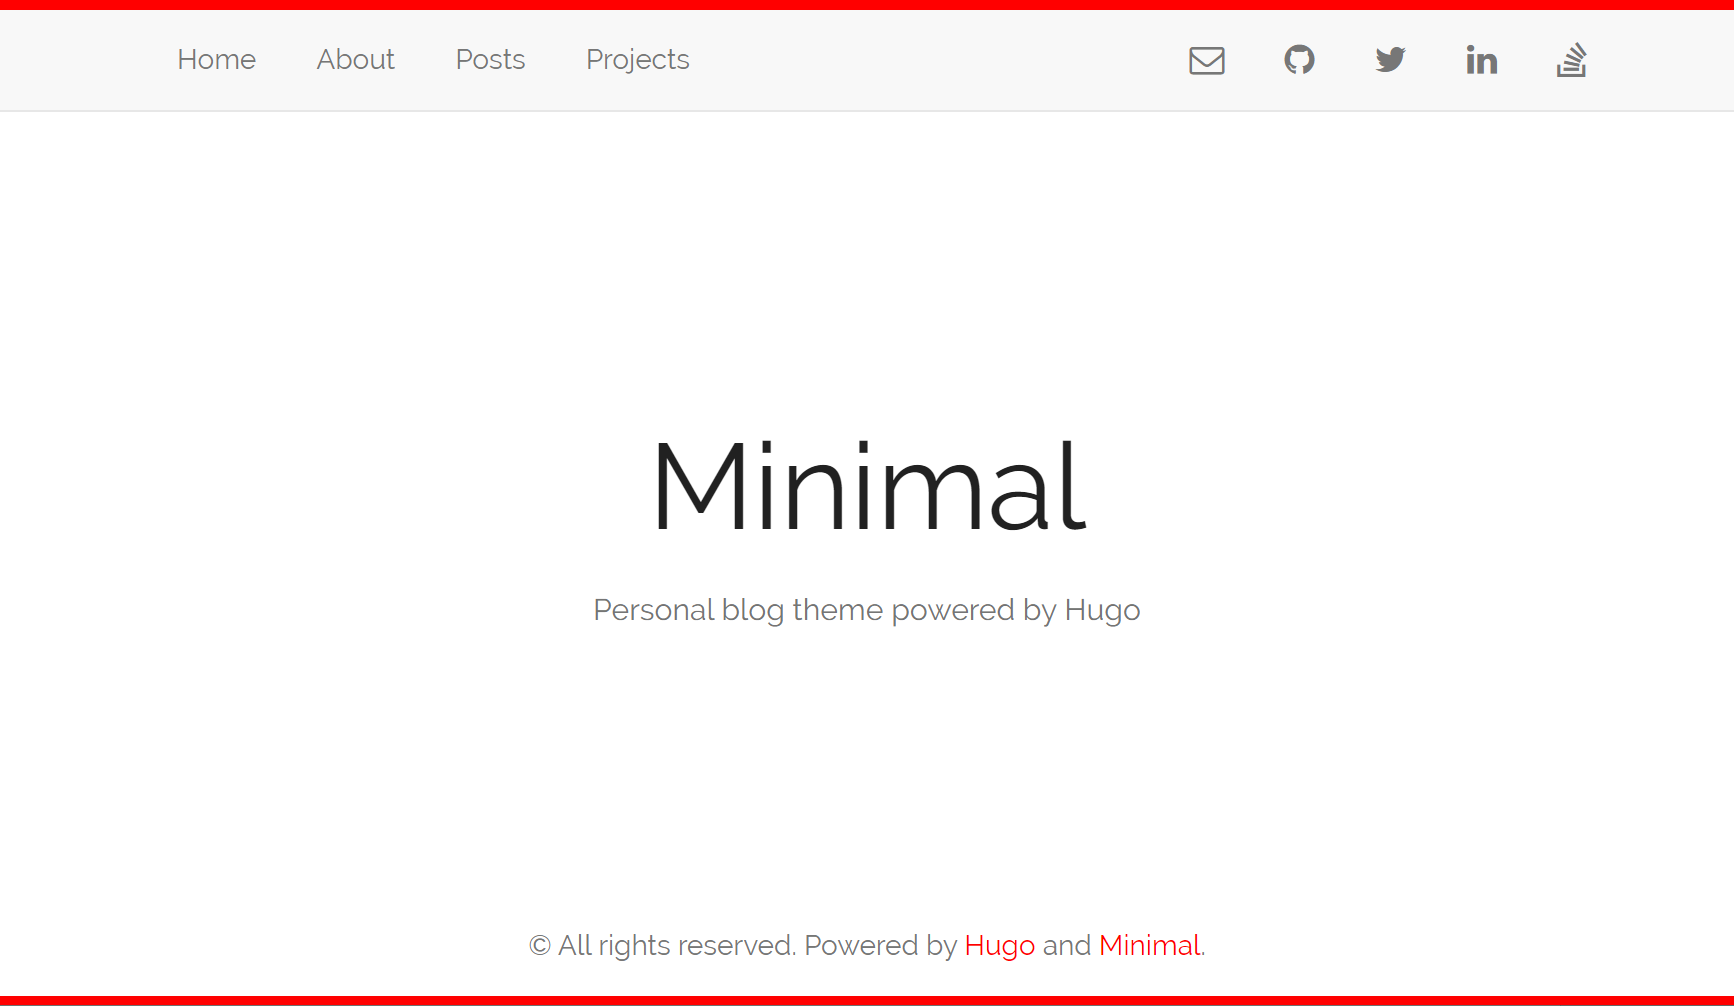 Home About Posts Projects
Minimal
Personal blog theme powered by Hugo
© All rights reserved. Powered by Hugo and Minimal.